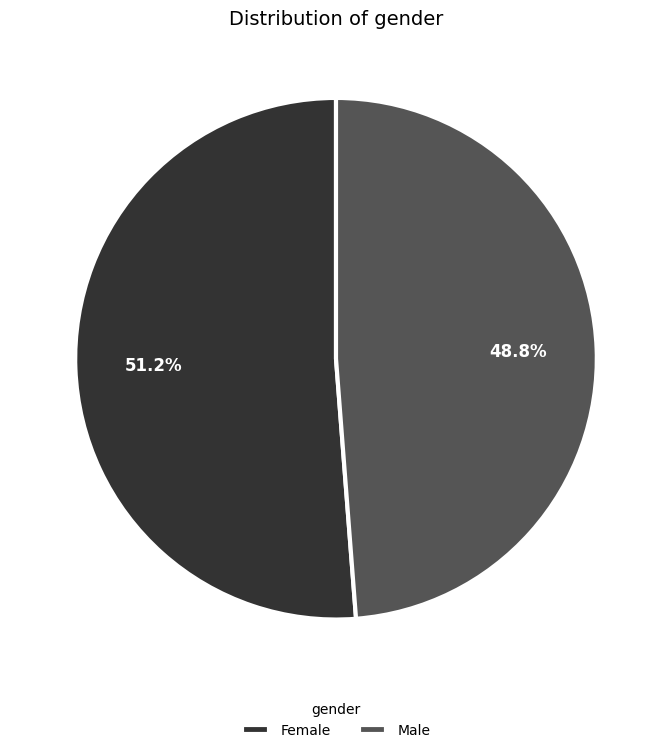 Distribution of gender
51.2%
48.8%
gender
Female Male